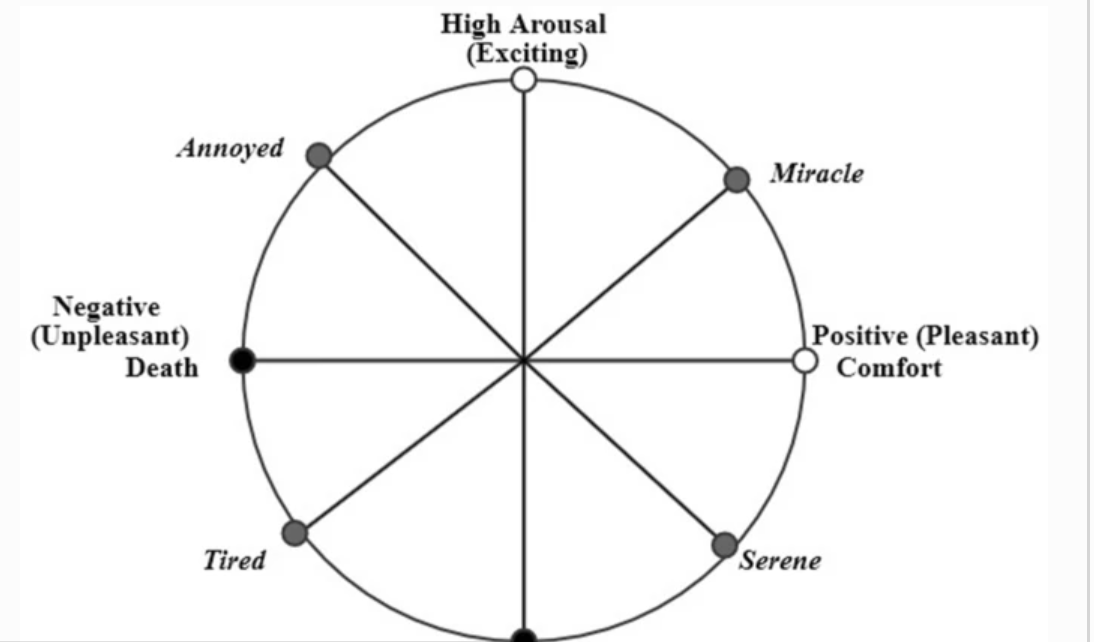 High Arousal
(Exciting)
Annoyed
Miracle
Negative
(Unpleasant)
Death
Positive (Pleasant)
Comfort
Tired
Serene